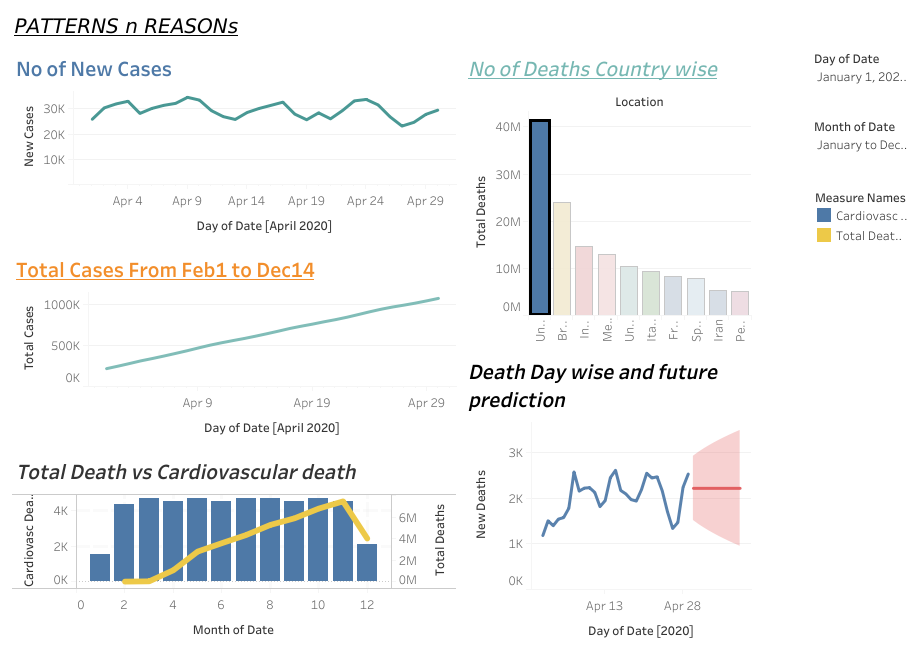 PATTERNS n REASONs
No of New Cases
New Cases
30K
20K
10K
Apr 4 Apr 9 Apr 14 Apr 19 Apr 24 Apr 29
Day of Date [April 2020]
Total Cases From Feb1 to Dec14
Total Cases
1000K
500K
0K
Apr 9 Apr 19 Apr 29
Day of Date [April 2020]
Total Death vs Cardiovascular death
Cardiovasc Dea..
4K
2K
0K
6M
4M
2M
0M
Total Deaths
0 2 4 6 8 10 12
Month of Date
No of Deaths Country wise
Location
Total Deaths
40M
30M
20M
10M
0M
Un.. Br.. In.. Me.. Un.. Ita.. Fr.. Sp.. Iran Pe..
Death Day wise and future
prediction
New Deaths
3K
2K
1K
0K
Apr 13 Apr 28
Day of Date [2020]
Day of Date
January 1, 202..
Month of Date
January to Dec..
Measure Names
Cardiovasc ..
Total Deat..